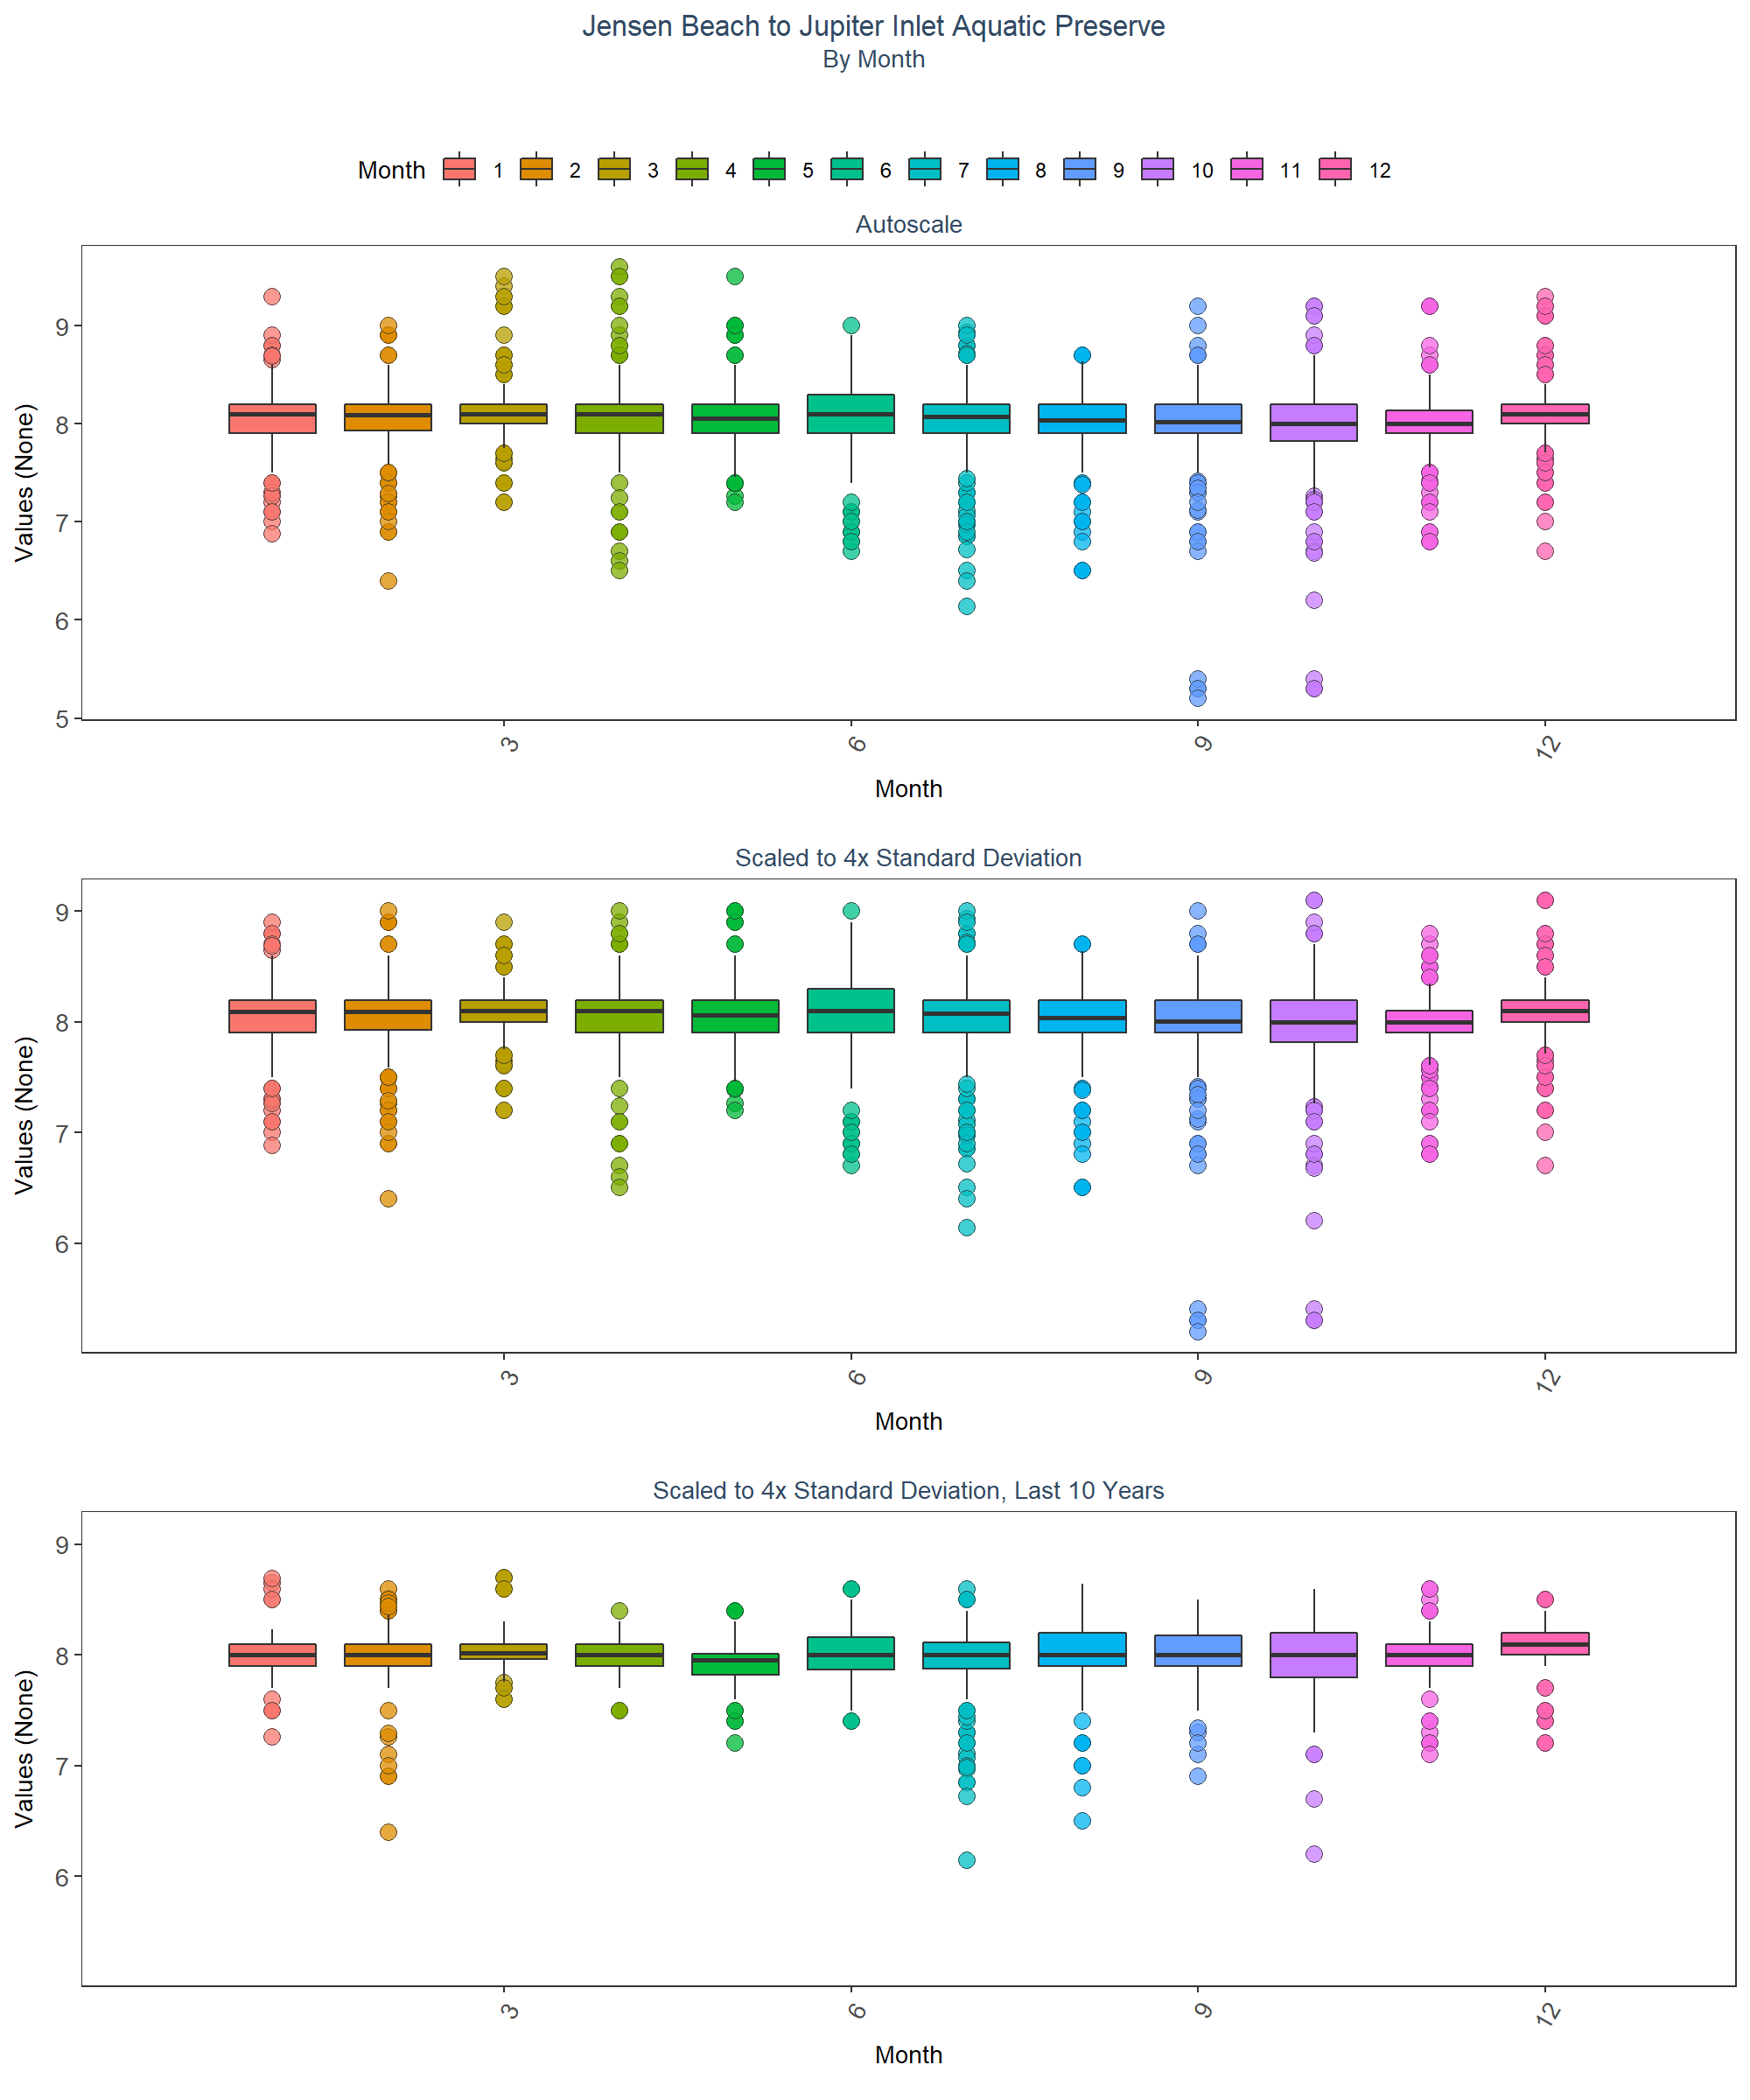 Jensen Beach to Jupiter Inlet Aquatic Preserve
By Month
Month 1 2 3 4 5 6 7 8 9 10 11 12
Autoscale
Values (None)
9
8
7
6
5
3 6 9 12
Month
Scaled to 4x Standard Deviation
Values (None)
9
8
7
6
3 6 9 12
Month
Scaled to 4x Standard Deviation, Last 10 Years
Values (None)
9
8
7
6
3 6 9 12
Month